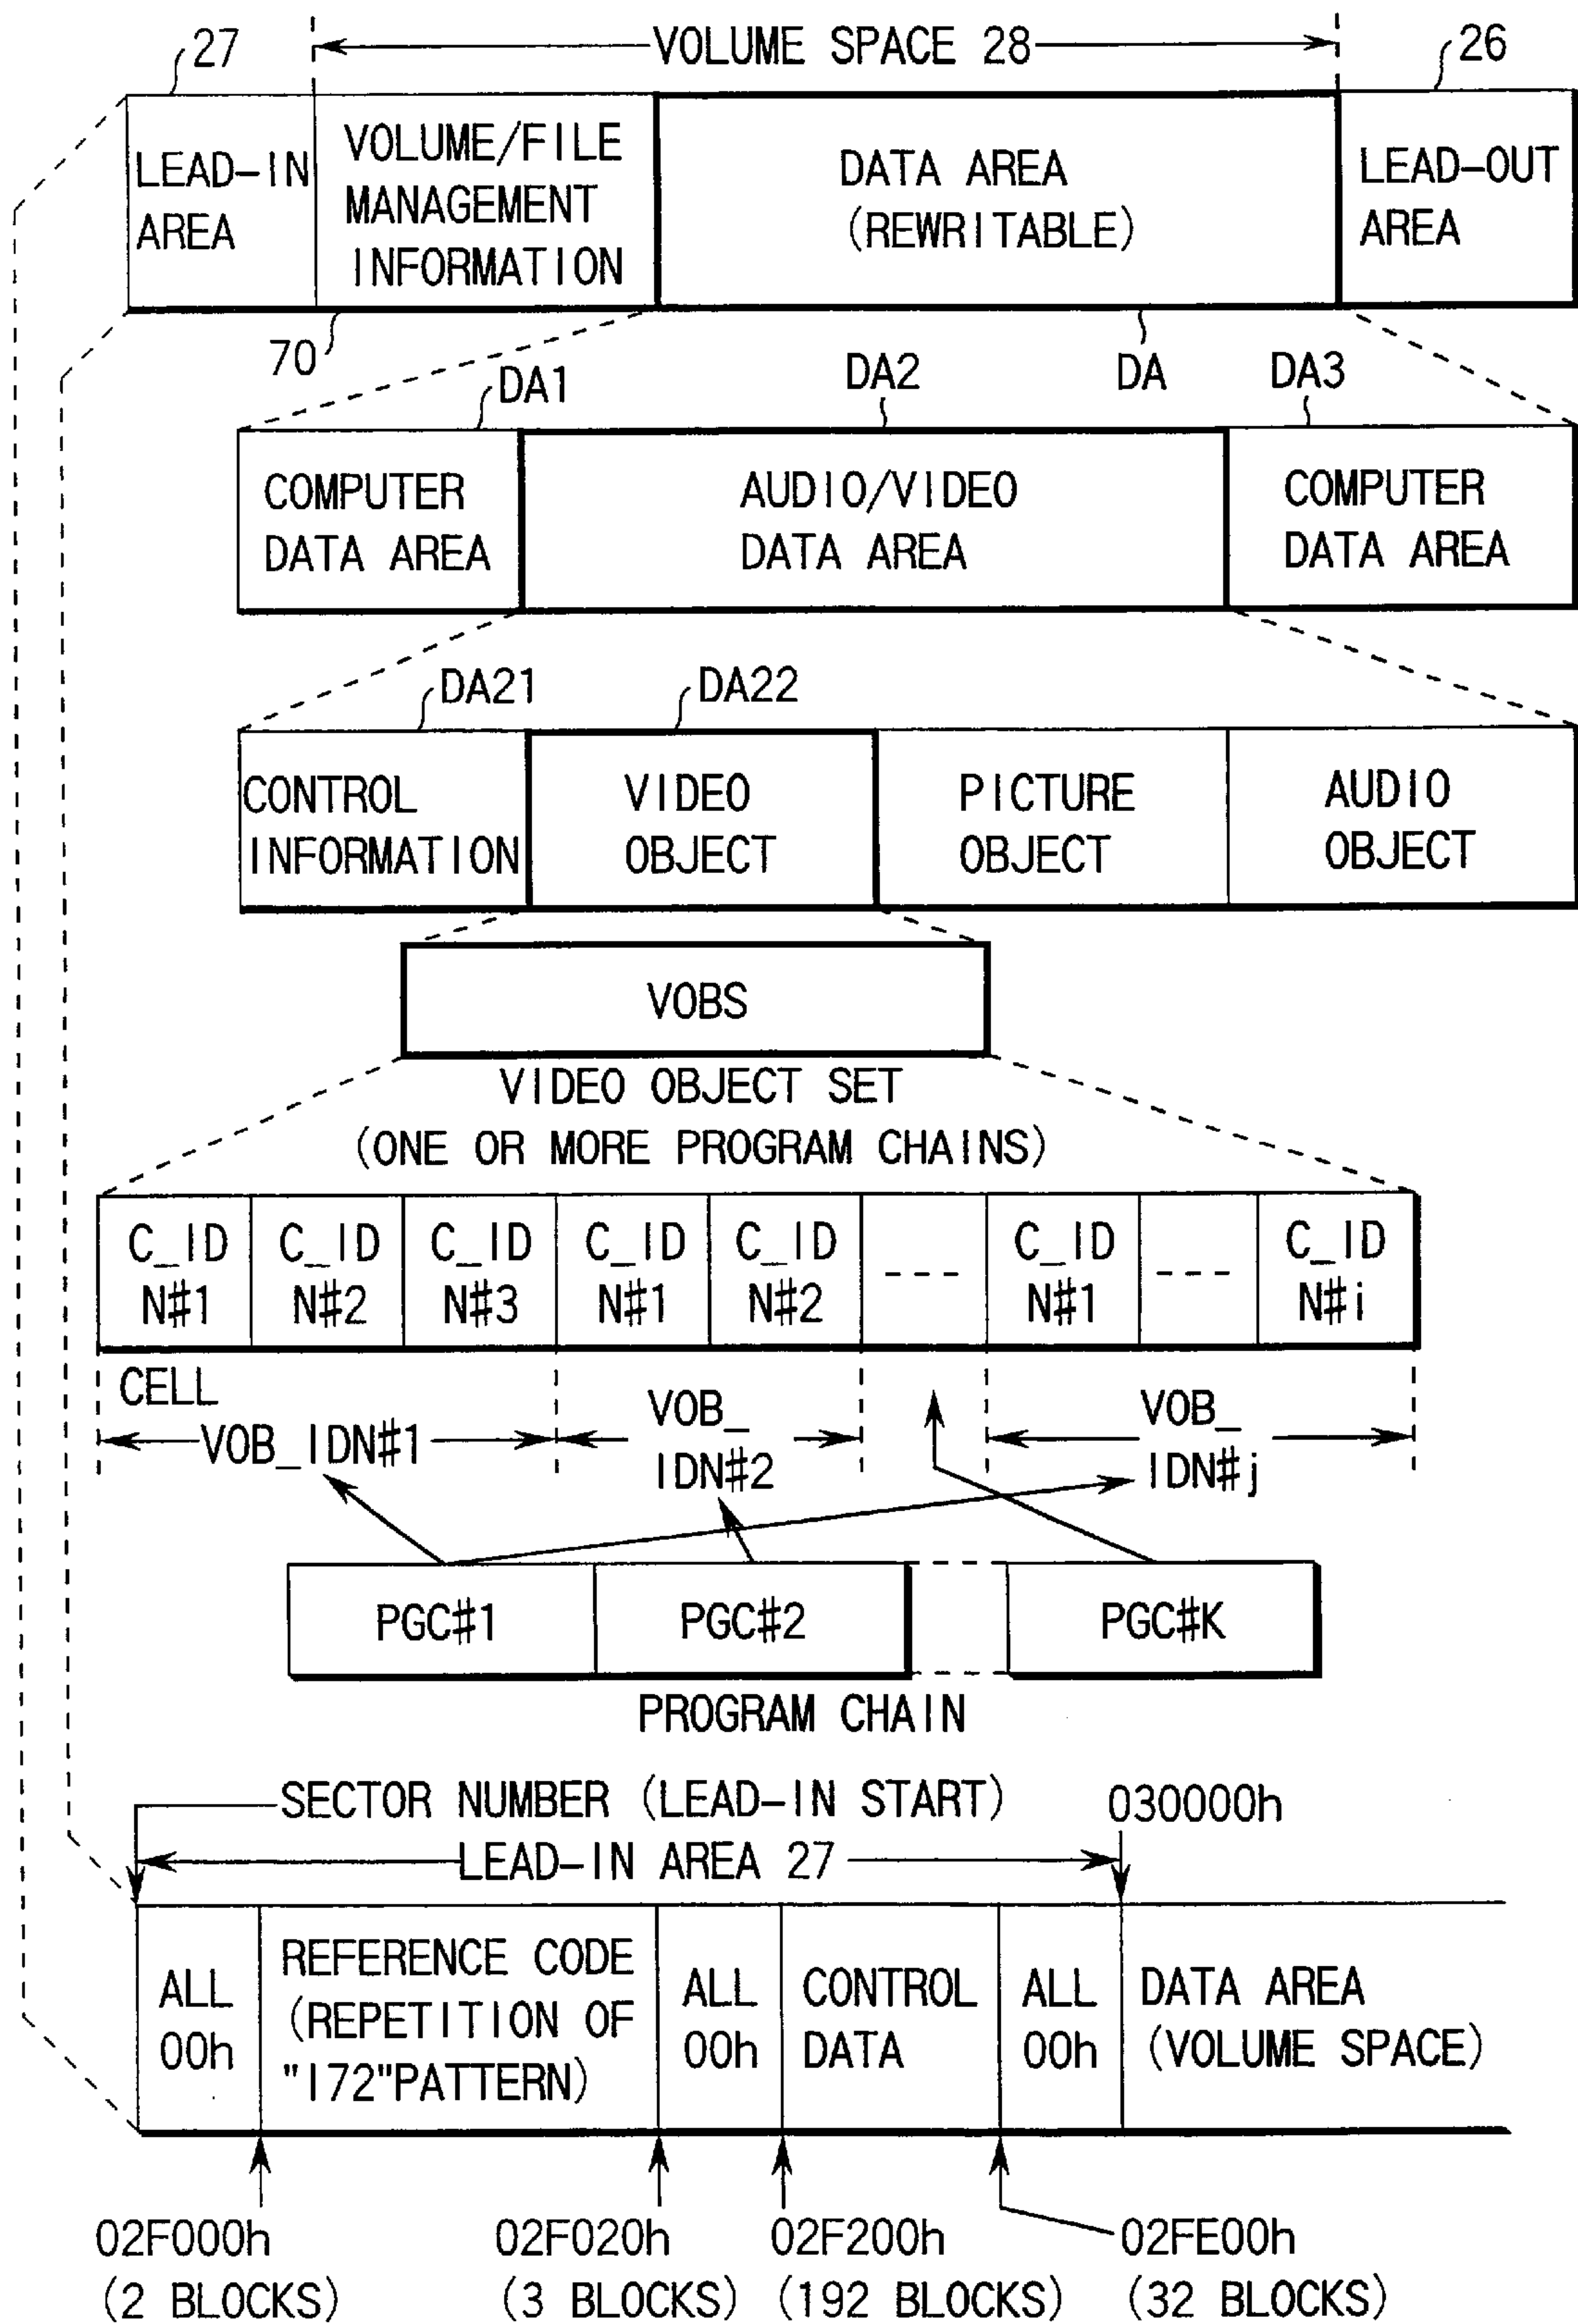 27
VOLUME SPACE 28
26
LEAD-IN
AREA
VOLUME/FILE
MANAGEMENT
INFORMATION
DATA AREA
(REWRITABLE)
LEAD-OUT
AREA
70
DA1
DA2
DA
DA3
COMPUTER
DATA AREA
AUDIO/VIDEO
DATA AREA
COMPUTER
DATA AREA
DA21
DA22
CONTROL
INFORMATION
VIDEO
OBJECT
PICTURE
OBJECT
AUDIO
OBJECT
VOBS
VIDEO OBJECT SET
(ONE OR MORE PROGRAM CHAINS)
C_ID
N#1
C_ID
N#2
C_ID
N#3
C_ID
N#1
C_ID
N#2
----
C_ID
N#1
----
C_ID
N#i
CELL
VOB_IDN#1
VOB_
IDN#2
VOB_
IDN#j
PGC#1
PGC#2
PGC#K
PROGRAM CHAIN
SECTOR NUMBER (LEAD-IN START)
030000h
LEAD-IN AREA 27
ALL
00h
REFERENCE CODE
(REPETITION OF
"172"PATTERN)
ALL
00h
CONTROL
DATA
ALL
00h
DATA AREA
(VOLUME SPACE)
02F000h
(2 BLOCKS)
02F020h
(3 BLOCKS)
02F200h
(192 BLOCKS)
02FE00h
(32 BLOCKS)